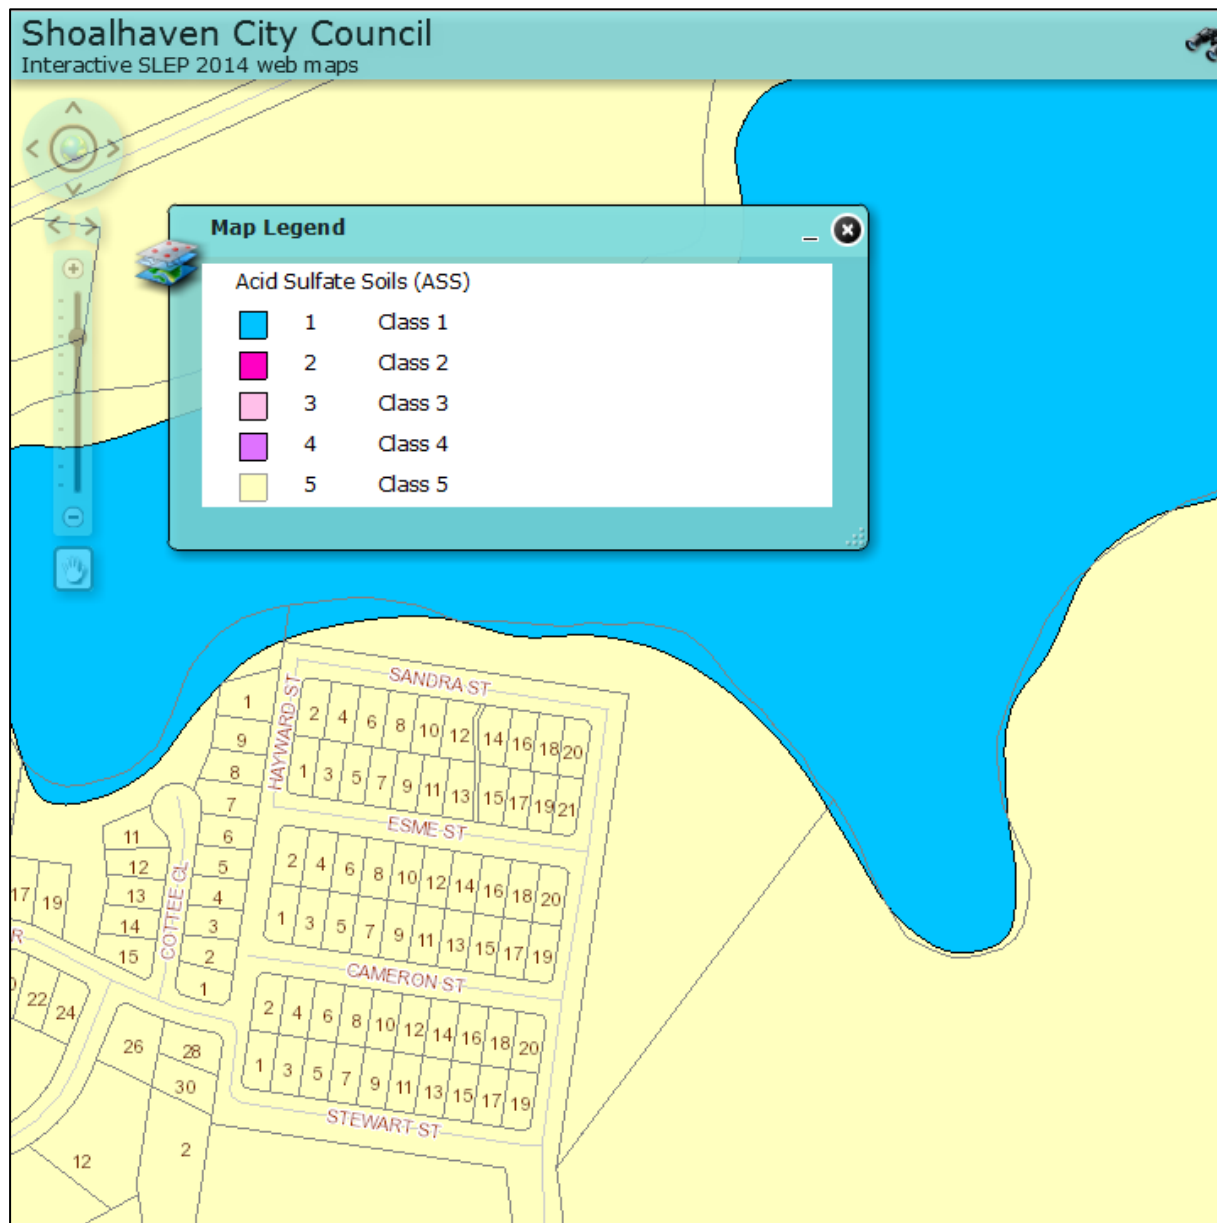 Shoalhaven City Council
Interactive SLEP 2014 web maps
Map Legend
Acid Sulfate Soils (ASS)
1 Class 1
2 Class 2
3 Class 3
4 Class 4
5 Class 5
SANDRA ST
HAYWARD ST
1
2 4 6 8 10 12 14 16 18 20
9
8
1 3 5 7 9 11 13 15 17 19 21
7
ESME ST
11
6
12
5
2 4 6 8 10 12 14 16 18 20
13
4
17 19
COTTEE CL
14
3
1 3 5 7 9 11 13 15 17 19
R
15
2
CAMERON ST
1
22 24
2 4 6 8 10 12 14 16 18 20
26 28
30
1 3 5 7 9 11 13 15 17 19
STEWART ST
12
2